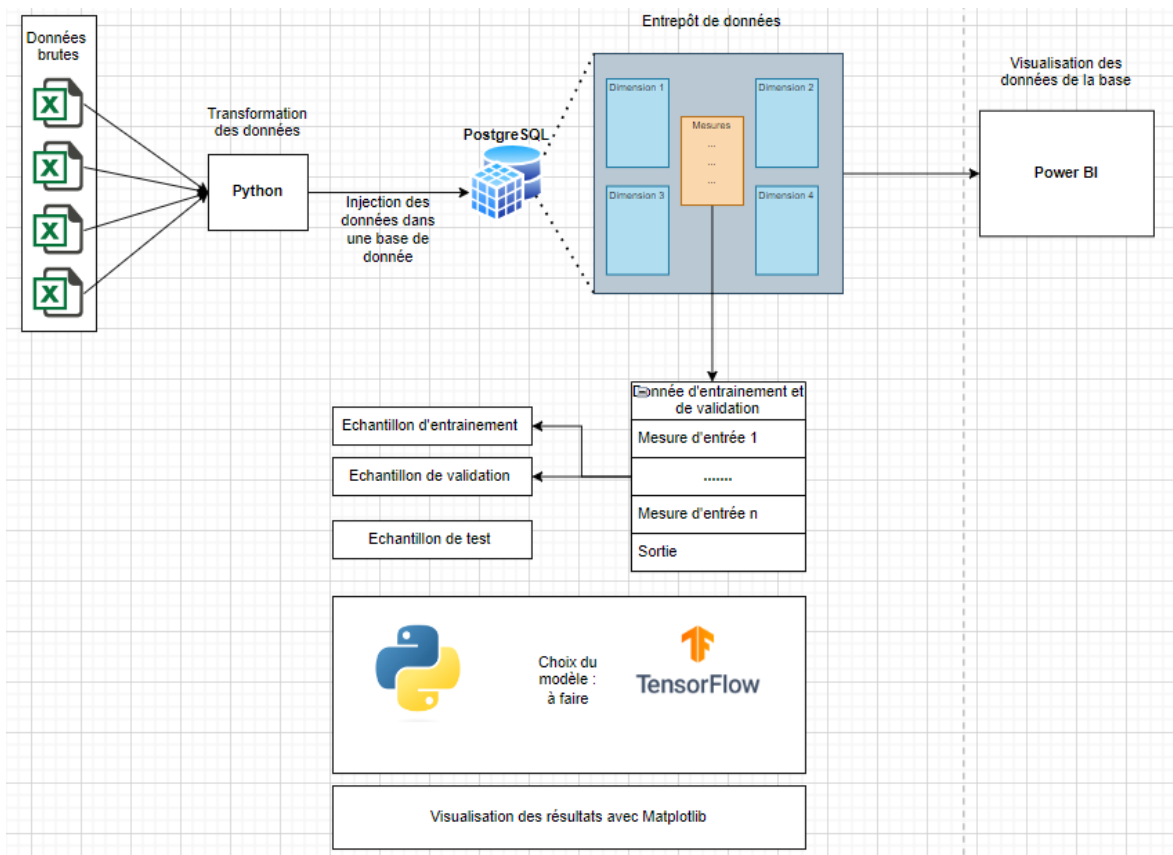 Données
brutes
Transformation
des données
Python
Injection des
données dans
une base de
donnée
PostgreSQL
Entrepôt de données
Dimension 1
Dimension 2
Mesures
...
...
...
Dimension 3
Dimension 4
Visualisation des
données de la base
Power BI
Donnée d'entrainement et
de validation
Mesure d'entrée 1
.......
Mesure d'entrée n
Sortie
Echantillon d'entrainement
Echantillon de validation
Echantillon de test
Choix du
modèle :
à faire
TensorFlow
Visualisation des résultats avec Matplotlib